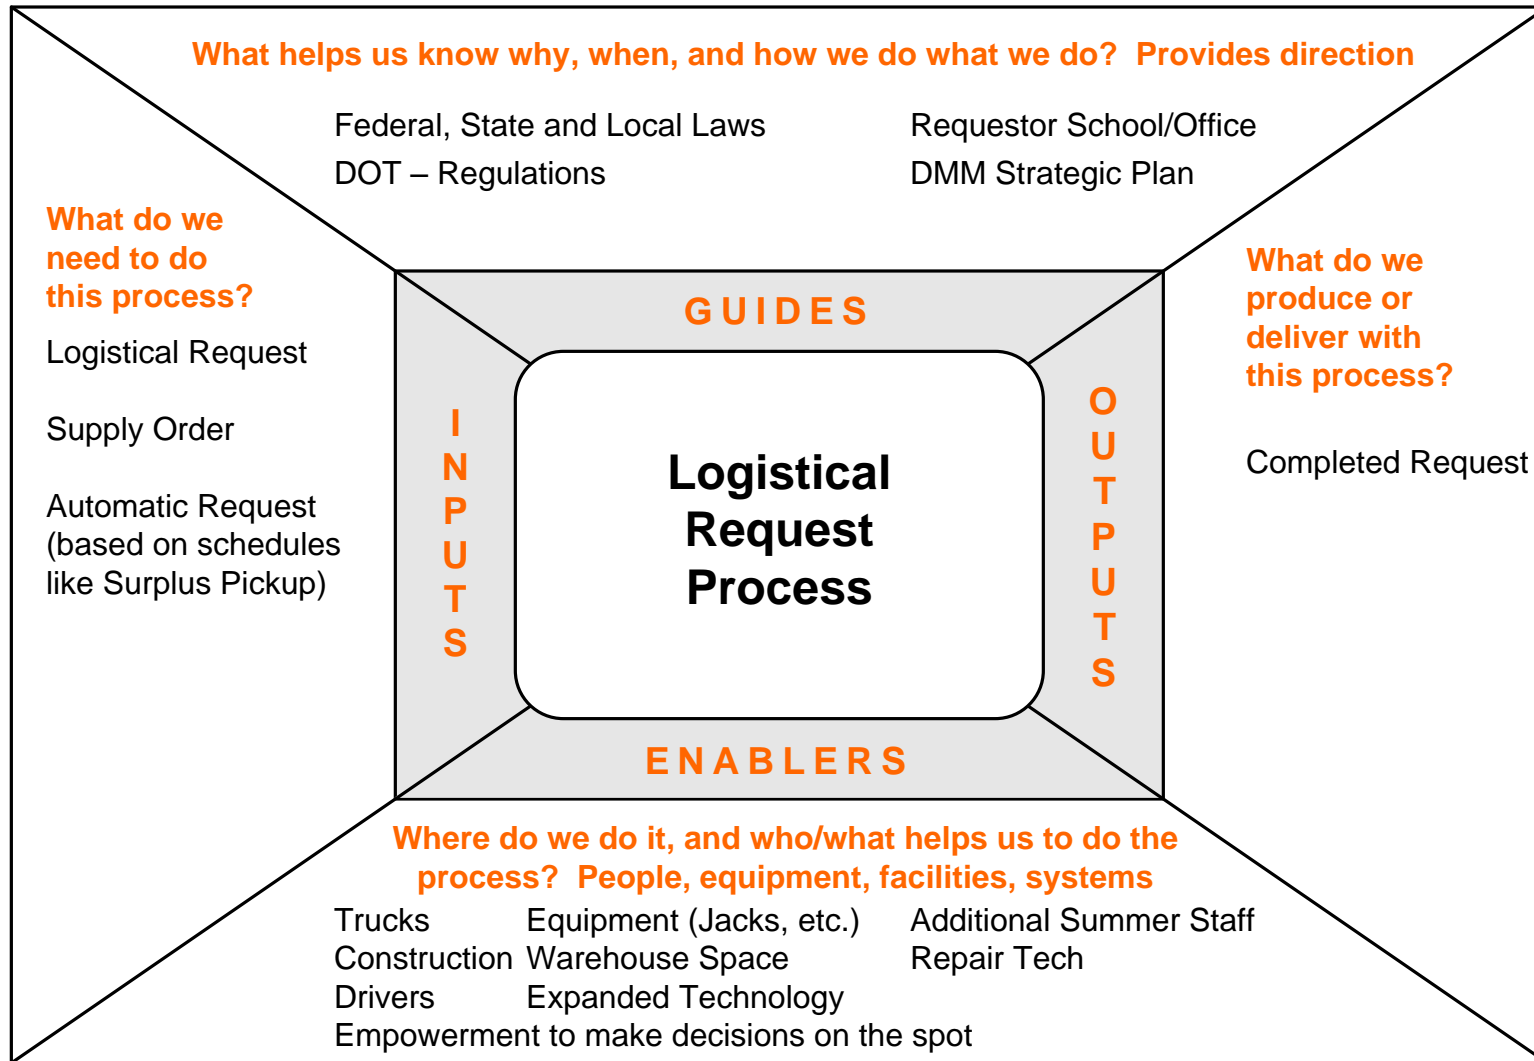 What helps us know why, when, and how we do what we do?  Provides direction
Federal, State and Local Laws
Requestor School/Office
DOT – Regulations
DMM Strategic Plan
What do we
need to do
this process?
Logistical Request
Supply Order
Automatic Request
(based on schedules
like Surplus Pickup)
GUIDES
INPUTS
Logistical
Request
Process
OUTPUTS
What do we
produce or
deliver with
this process?
Completed Request
ENABLERS
Where do we do it, and who/what helps us to do the
process?  People, equipment, facilities, systems
Trucks
Equipment (Jacks, etc.)
Additional Summer Staff
Construction
Warehouse Space
Repair Tech
Drivers
Expanded Technology
Empowerment to make decisions on the spot